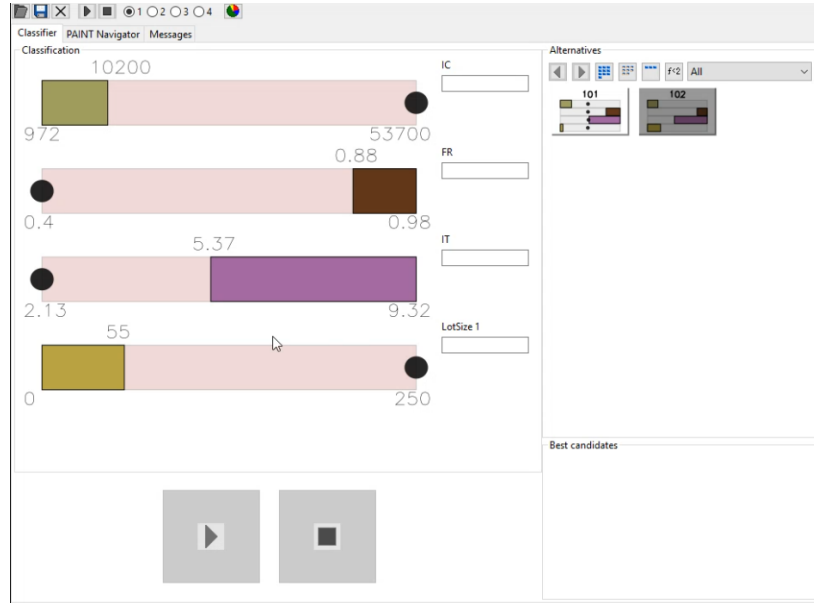 1 2 3 4
Classifier PAINT Navigator Messages
Classification
10200
972 53700
IC
0.88
0.4 0.98
FR
5.37
2.13 9.32
IT
55
0 250
LotSize 1
Alternatives
f<2 All
101 102
Best candidates